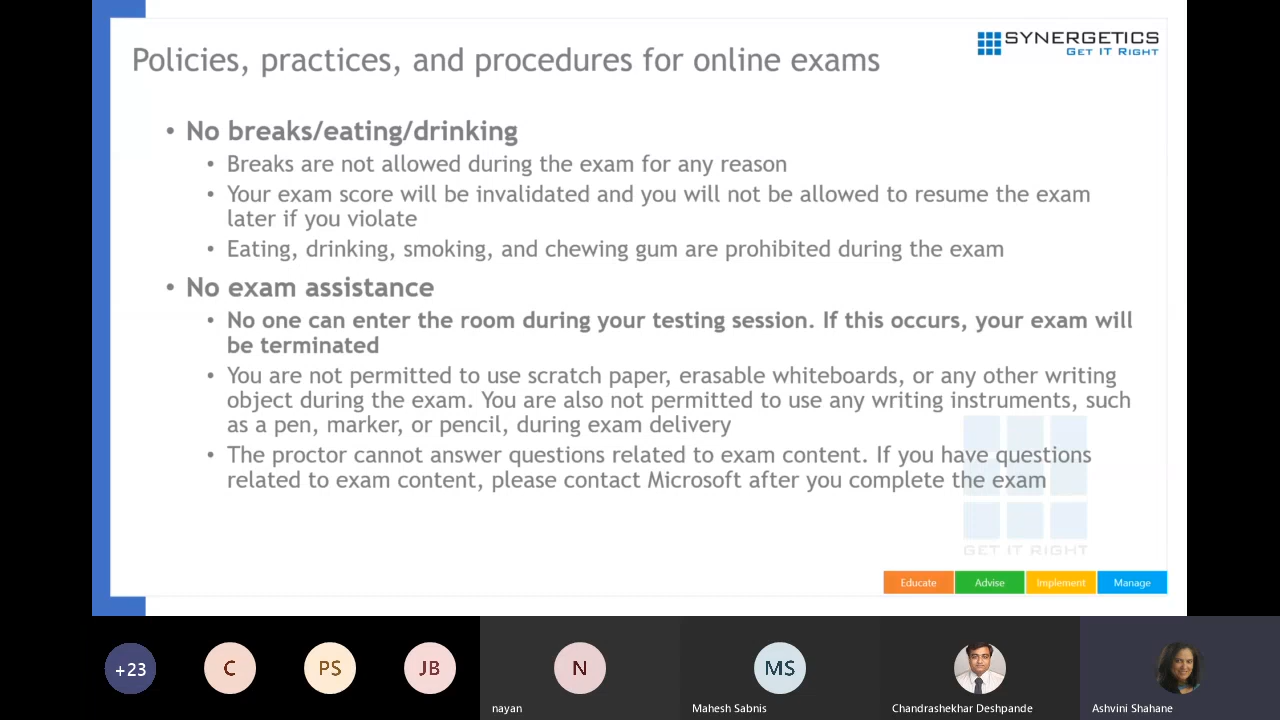 SYNERGETICS
GET IT RIGHT
Policies, practices, and procedures for online exams
• No breaks/eating/drinking
• Breaks are not allowed during the exam for any reason
• Your exam score will be invalidated and you will not be allowed to resume the exam
later if you violate
• Eating, drinking, smoking, and chewing gum are prohibited during the exam
• No exam assistance
• No one can enter the room during your testing session. If this occurs, your exam will
be terminated
• You are not permitted to use scratch paper, erasable whiteboards, or any other writing
object during the exam. You are also not permitted to use any writing instruments, such
as a pen, marker, or pencil, during exam delivery
• The proctor cannot answer questions related to exam content. If you have questions
related to exam content, please contact Microsoft after you complete the exam
GET IT RIGHT
Educate Advise Implement Manage
+23 C PS JB N MS
nayan Mahesh Sabnis Chandrashekhar Deshpande Ashvini Shahane